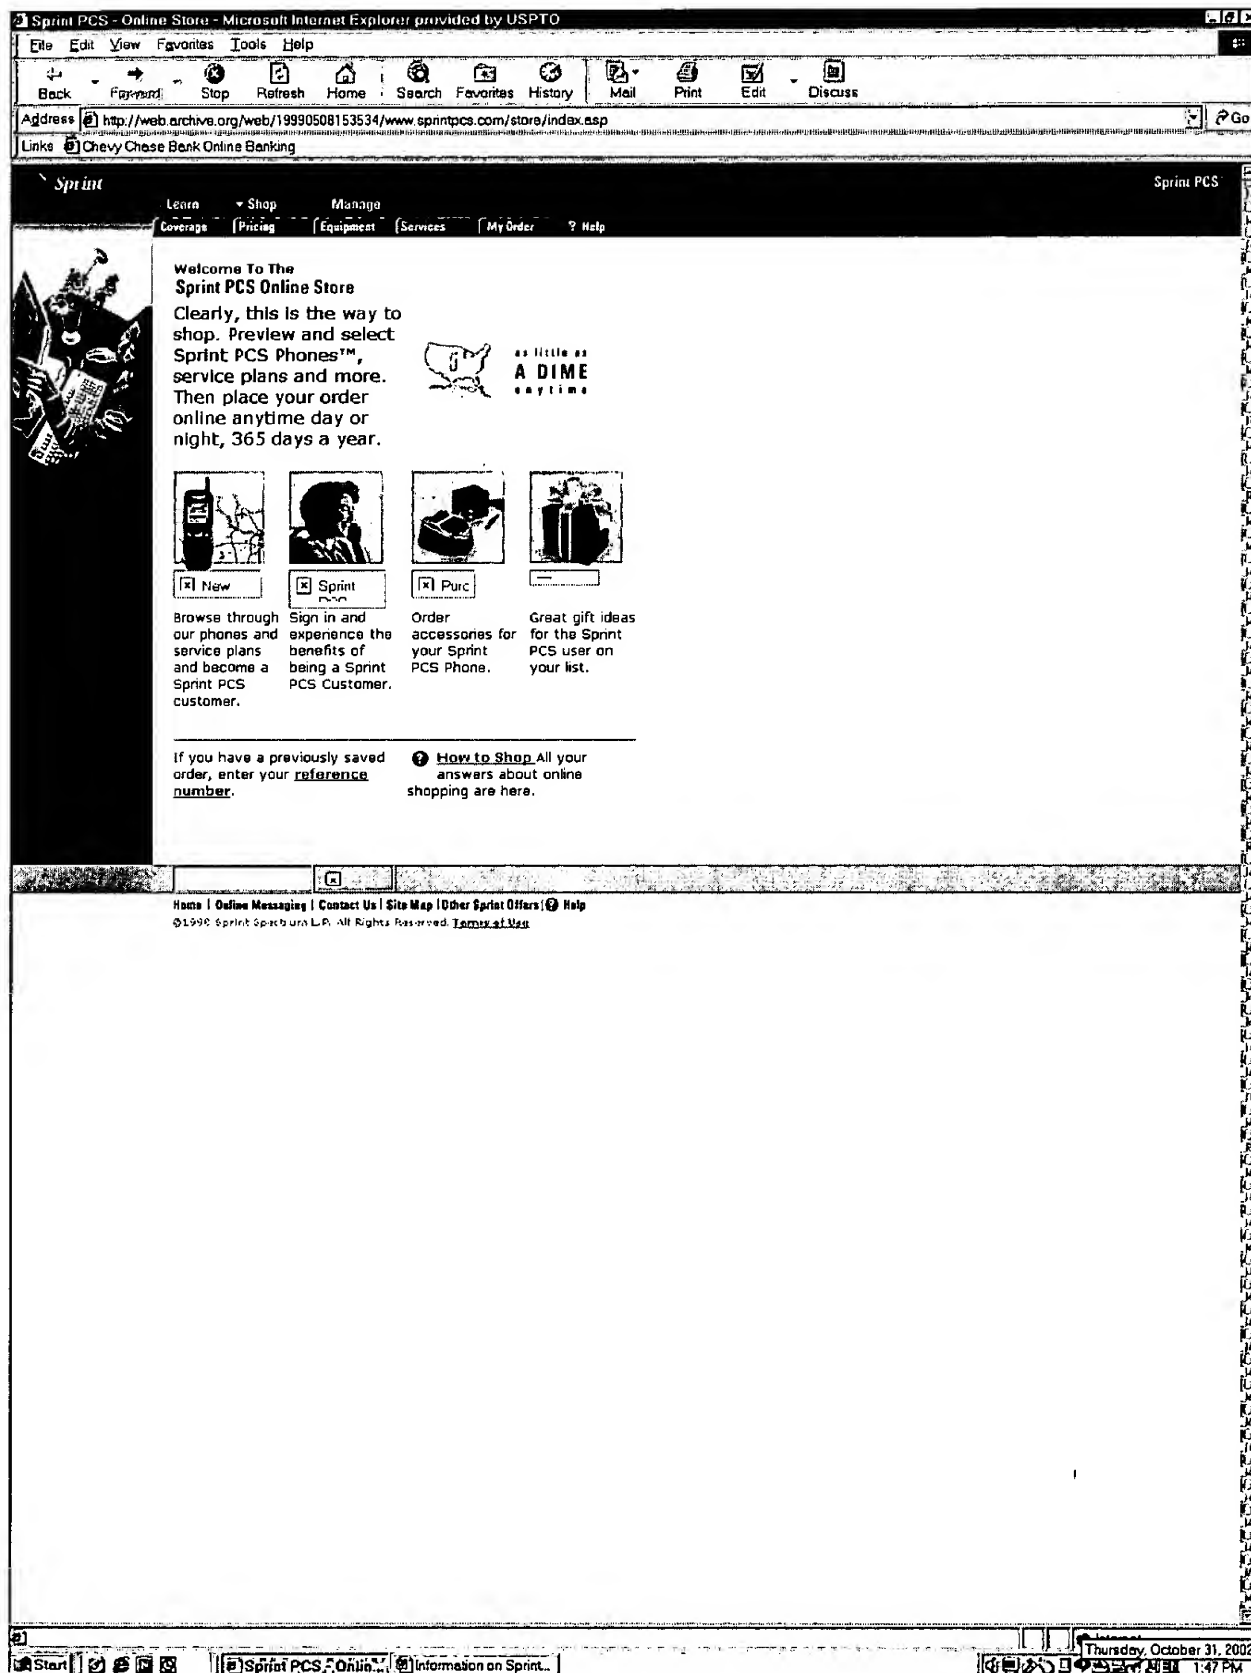 Sprint PCS - Online Store - Microsoft Internet Explorer provided by USPTO
File Edit View Favorites Tools Help
Back Forward Stop Refresh Home Search Favorites History Mail Print Edit Discuss
Address http://web.archive.org/web/19990508153534/www.sprintpcs.com/store/index.asp Go
Links Chevy Chase Bank Online Banking
Sprint Sprint PCS
Learn Shop Manage
Coverage Pricing Equipment Services My Order ? Help
Welcome To The
Sprint PCS Online Store
Clearly, this is the way to
shop. Preview and select
Sprint PCS Phones™,
service plans and more.
Then place your order
online anytime day or
night, 365 days a year.
as little as
A DIME
anytime
New
Sprint
Purc
Browse through
our phones and
service plans
and become a
Sprint PCS
customer.
Sign in and
experience the
benefits of
being a Sprint
PCS Customer.
Order
accessories for
your Sprint
PCS Phone.
Great gift ideas
for the Sprint
PCS user on
your list.
If you have a previously saved
order, enter your reference
number.
? How to Shop All your
answers about online
shopping are here.
Home | Online Messaging | Contact Us | Site Map | Other Sprint Offers | ? Help
Sprint Spectrum L.P. All Rights Reserved. Terms of Use
Thursday, October 31, 2002
Start Sprint PCS - Onlin... Information on Sprint... 1:47 PM